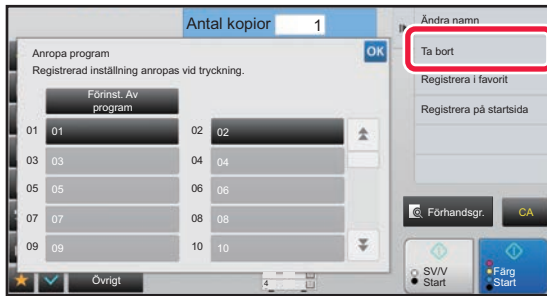 Antal kopior 1
Ändra namn
Anropa program
OK
Ta bort
Registrerad inställning anropas vid tryckning.
Registrera i favorit
Förinst. Av
program
Registrera på startsida
01 01 02 02
03 03 04 04
05 05 06 06
07 07 08 08
Förhandsgr. CA
09 09 10 10
SV/V
Start
Färg
Start
Övrigt
4